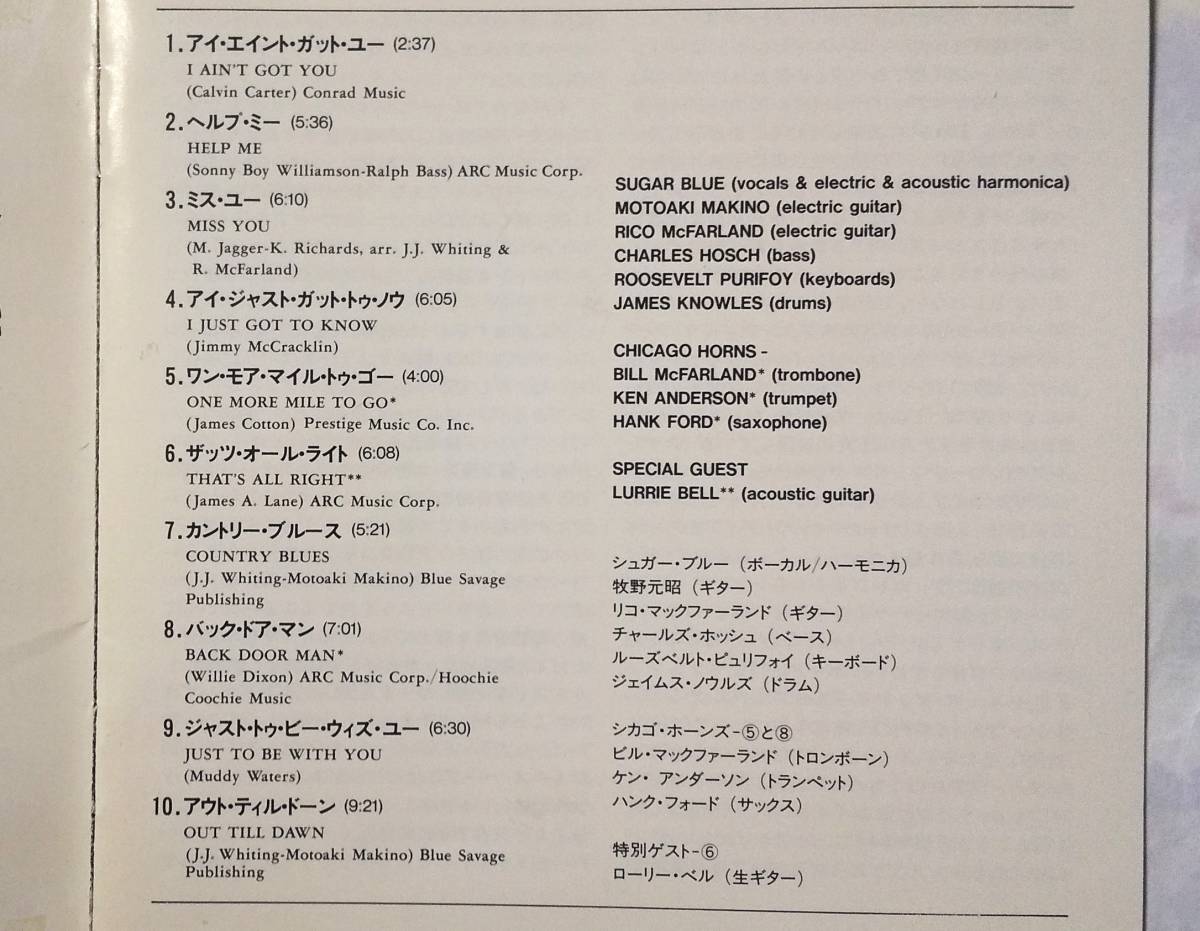 1.アイ・エイント・ガット・ユー (2:37)
I AIN'T GOT YOU
(Calvin Carter) Conrad Music
2.ヘルプ・ミー (5:36)
HELP ME
(Sonny Boy Williamson-Ralph Bass) ARC Music Corp.
3.ミス・ユー (6:10)
MISS YOU
(M. Jagger-K. Richards, arr. J.J. Whiting &
R. McFarland)
4.アイ・ジャスト・ガット・トゥ・ノウ (6:05)
I JUST GOT TO KNOW
(Jimmy McCracklin)
5.ワン・モア・マイル・トゥ・ゴー (4:00)
ONE MORE MILE TO GO*
(James Cotton) Prestige Music Co. Inc.
6.ザッツ・オール・ライト (6:08)
THAT'S ALL RIGHT**
(James A. Lane) ARC Music Corp.
7.カントリー・ブルース (5:21)
COUNTRY BLUES
(J.J. Whiting-Motoaki Makino) Blue Savage
Publishing
8.バック・ドア・マン (7:01)
BACK DOOR MAN*
(Willie Dixon) ARC Music Corp./Hoochie
Coochie Music
9.ジャスト・トゥ・ビー・ウィズ・ユー (6:30)
JUST TO BE WITH YOU
(Muddy Waters)
10.アウト・ティル・ドーン (9:21)
OUT TILL DAWN
(J.J. Whiting-Motoaki Makino) Blue Savage
Publishing
SUGAR BLUE (vocals & electric & acoustic harmonica)
MOTOAKI MAKINO (electric guitar)
RICO McFARLAND (electric guitar)
CHARLES HOSCH (bass)
ROOSEVELT PURIFOY (keyboards)
JAMES KNOWLES (drums)
CHICAGO HORNS -
BILL McFARLAND* (trombone)
KEN ANDERSON* (trumpet)
HANK FORD* (saxophone)
SPECIAL GUEST
LURRIE BELL** (acoustic guitar)
シュガー・ブルー（ボーカル/ハーモニカ）
牧野元昭（ギター）
リコ・マックファーランド（ギター）
チャールズ・ホッシュ（ベース）
ルーズベルト・ピュリフォイ（キーボード）
ジェイムス・ノウルズ（ドラム）
シカゴ・ホーンズ-⑤と⑧
ビル・マックファーランド（トロンボーン）
ケン・アンダーソン（トランペット）
ハンク・フォード（サックス）
特別ゲスト-⑥
ローリー・ベル（生ギター）